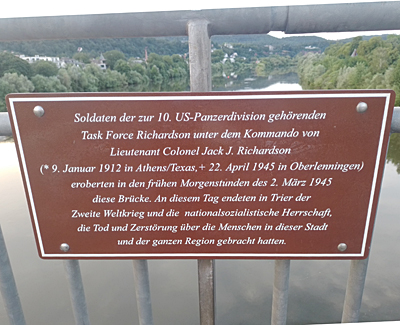 Soldaten der zur 10. US-Panzerdivision gehörenden
Task Force Richardson unter dem Kommando von
Lieutenant Colonel Jack J. Richardson
(* 9. Januar 1912 in Athens/Texas, + 22. April 1945 in Oberlenningen)
eroberten in den frühen Morgenstunden des 2. März 1945
diese Brücke. An diesem Tag endeten in Trier der
Zweite Weltkrieg und die nationalsozialistische Herrschaft,
die Tod und Zerstörung über die Menschen in dieser Stadt
und der ganzen Region gebracht hatten.